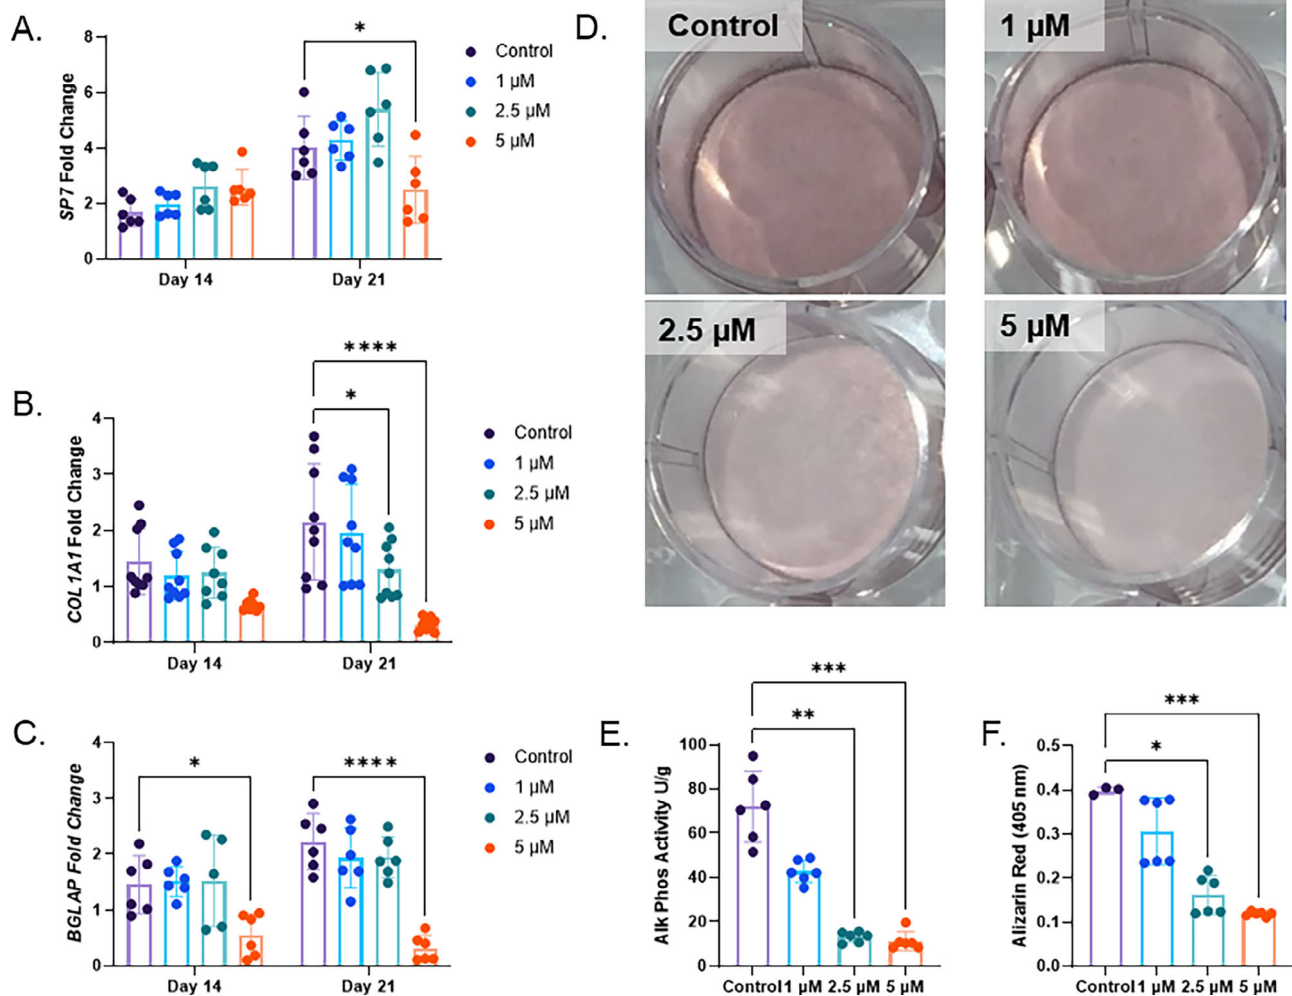 A.
SP7 Fold Change
8
6
4
2
0
*
Day 14
Day 21
Control
1 µM
2.5 µM
5 µM
B.
COL1A1 Fold Change
4
3
2
1
0
****
*
Day 14
Day 21
Control
1 µM
2.5 µM
5 µM
C.
BGLAP Fold Change
4
3
2
1
0
*
****
Day 14
Day 21
Control
1 µM
2.5 µM
5 µM
D.
Control
1 µM
2.5 µM
5 µM
E.
Alk Phos Activity U/g
100
80
60
40
20
0
***
**
Control 1 µM 2.5 µM 5 µM
F.
Alizarin Red (405 nm)
0.5
0.4
0.3
0.2
0.1
0.0
***
*
Control 1 µM 2.5 µM 5 µM